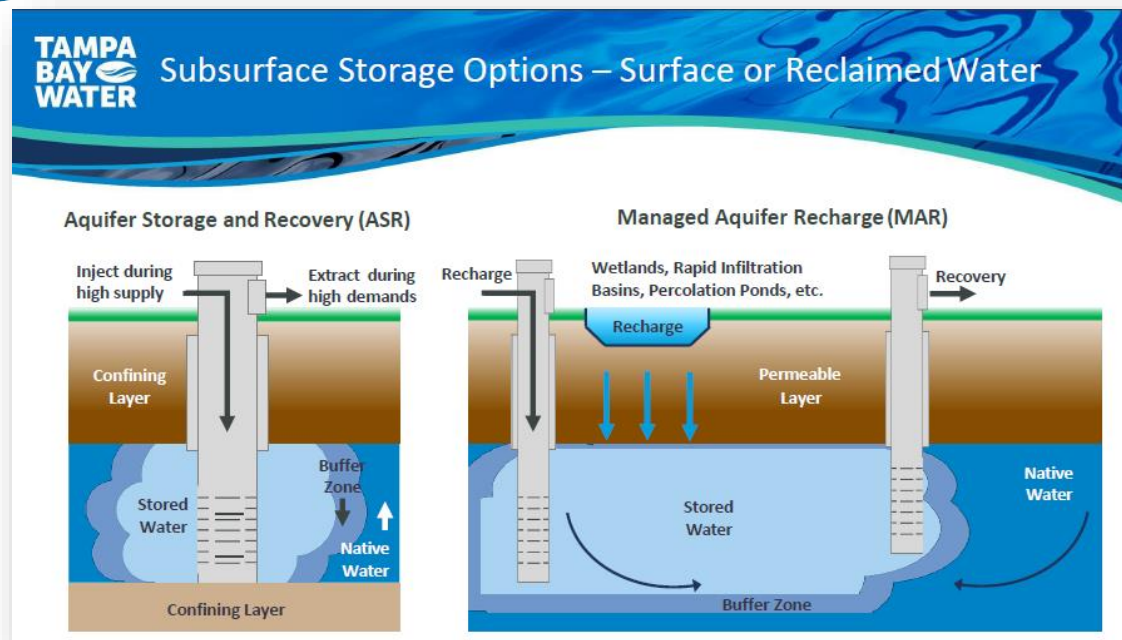 TAMPA
BAY
WATER
Subsurface Storage Options – Surface or Reclaimed Water
Aquifer Storage and Recovery (ASR)
Inject during
high supply
Extract during
high demands
Confining
Layer
Buffer
Zone
Stored
Water
Native
Water
Confining Layer
Managed Aquifer Recharge (MAR)
Recharge
Wetlands, Rapid Infiltration
Basins, Percolation Ponds, etc.
Recovery
Recharge
Permeable
Layer
Native
Water
Stored
Water
Buffer Zone